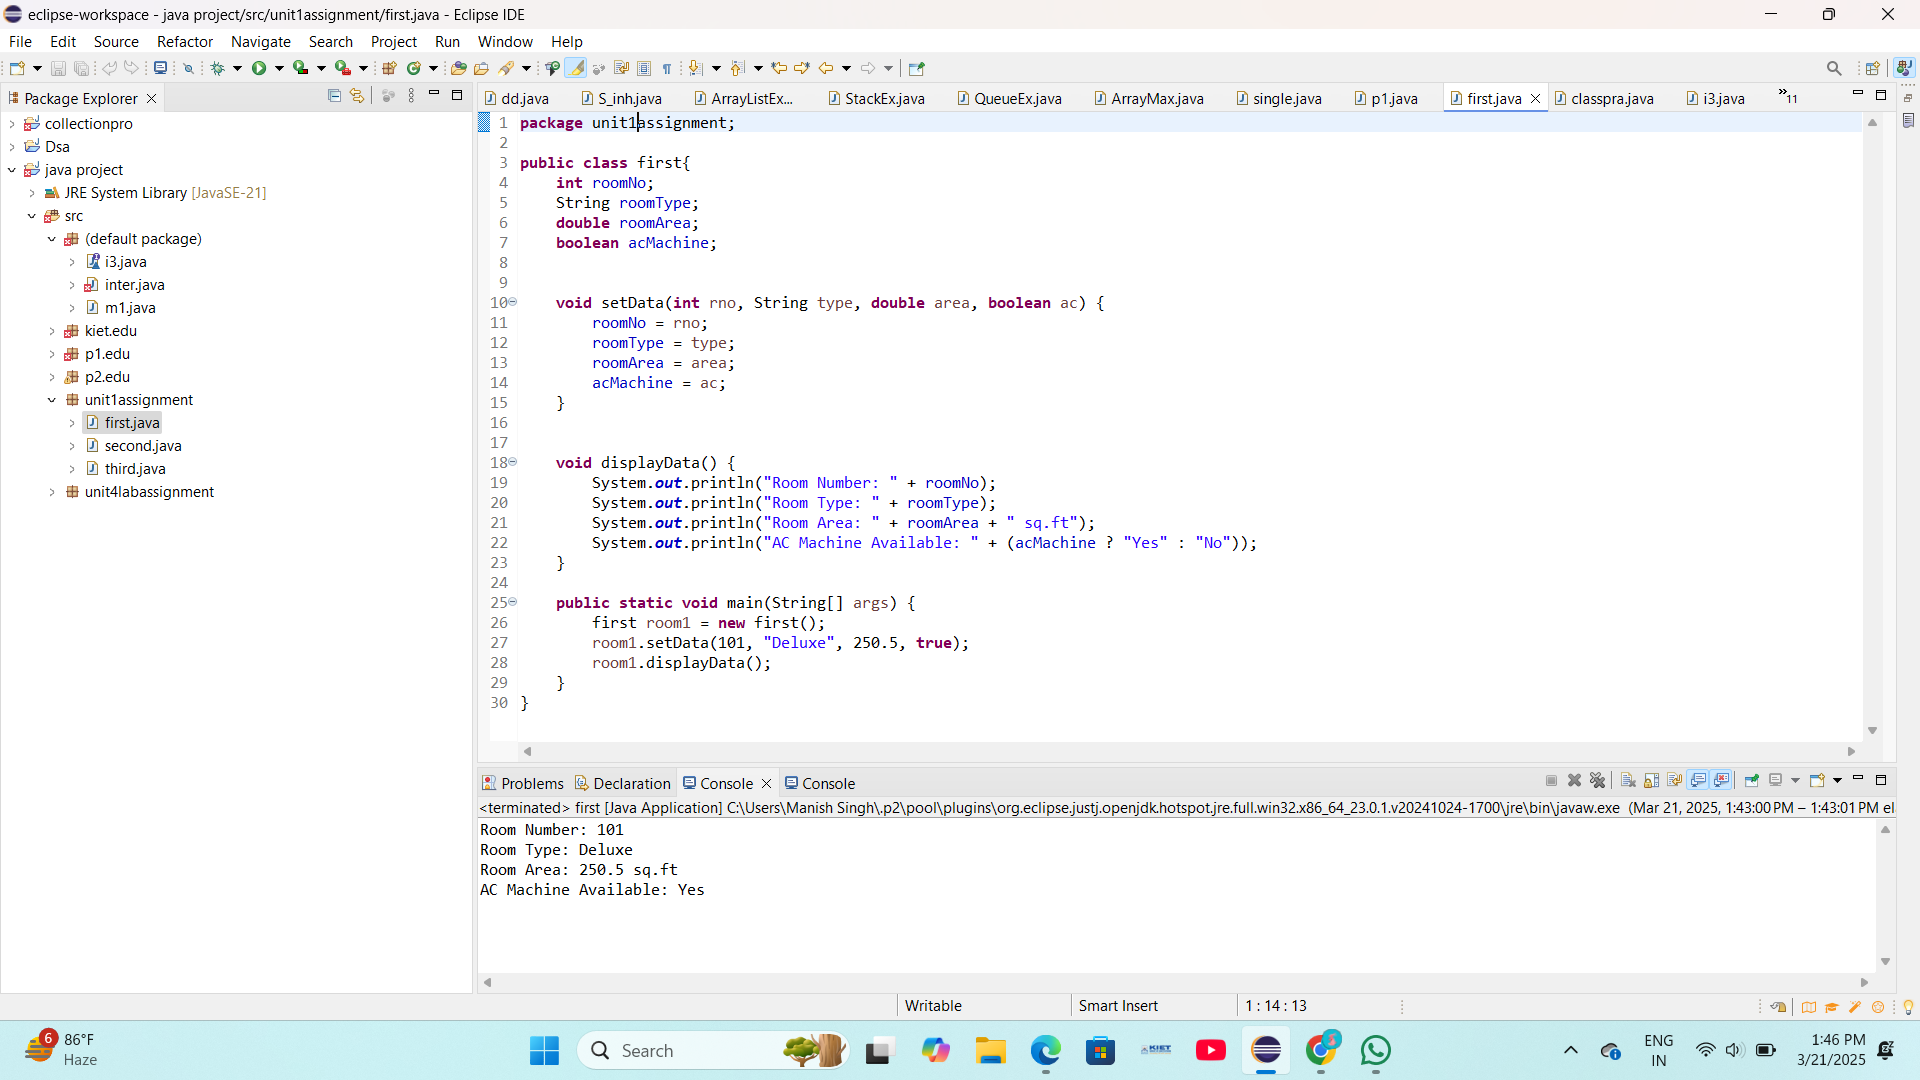 eclipse-workspace - java project/src/unit1assignment/first.java - Eclipse IDE
File Edit Source Refactor Navigate Search Project Run Window Help
Package Explorer
collectionpro
Dsa
java project
JRE System Library [JavaSE-21]
src
(default package)
i3.java
inter.java
m1.java
kiet.edu
p1.edu
p2.edu
unit1assignment
first.java
second.java
third.java
unit4labassignment
dd.java S_inh.java ArrayListEx... StackEx.java QueueEx.java ArrayMax.java single.java p1.java first.java classpra.java i3.java »11
1 package unit1assignment;
2
3 public class first{
4     int roomNo;
5     String roomType;
6     double roomArea;
7     boolean acMachine;
8
9
10     void setData(int rno, String type, double area, boolean ac) {
11         roomNo = rno;
12         roomType = type;
13         roomArea = area;
14         acMachine = ac;
15     }
16
17
18     void displayData() {
19         System.out.println("Room Number: " + roomNo);
20         System.out.println("Room Type: " + roomType);
21         System.out.println("Room Area: " + roomArea + " sq.ft");
22         System.out.println("AC Machine Available: " + (acMachine ? "Yes" : "No"));
23     }
24
25     public static void main(String[] args) {
26         first room1 = new first();
27         room1.setData(101, "Deluxe", 250.5, true);
28         room1.displayData();
29     }
30 }
Problems Declaration Console Console
<terminated> first [Java Application] C:\Users\Manish Singh\.p2\pool\plugins\org.eclipse.justj.openjdk.hotspot.jre.full.win32.x86_64_23.0.1.v20241024-1700\jre\bin\javaw.exe (Mar 21, 2025, 1:43:00 PM – 1:43:01 PM el
Room Number: 101
Room Type: Deluxe
Room Area: 250.5 sq.ft
AC Machine Available: Yes
Writable Smart Insert 1 : 14 : 13
6
86°F
Haze
Search
KIET
3
ENG
IN
1:46 PM
3/21/2025